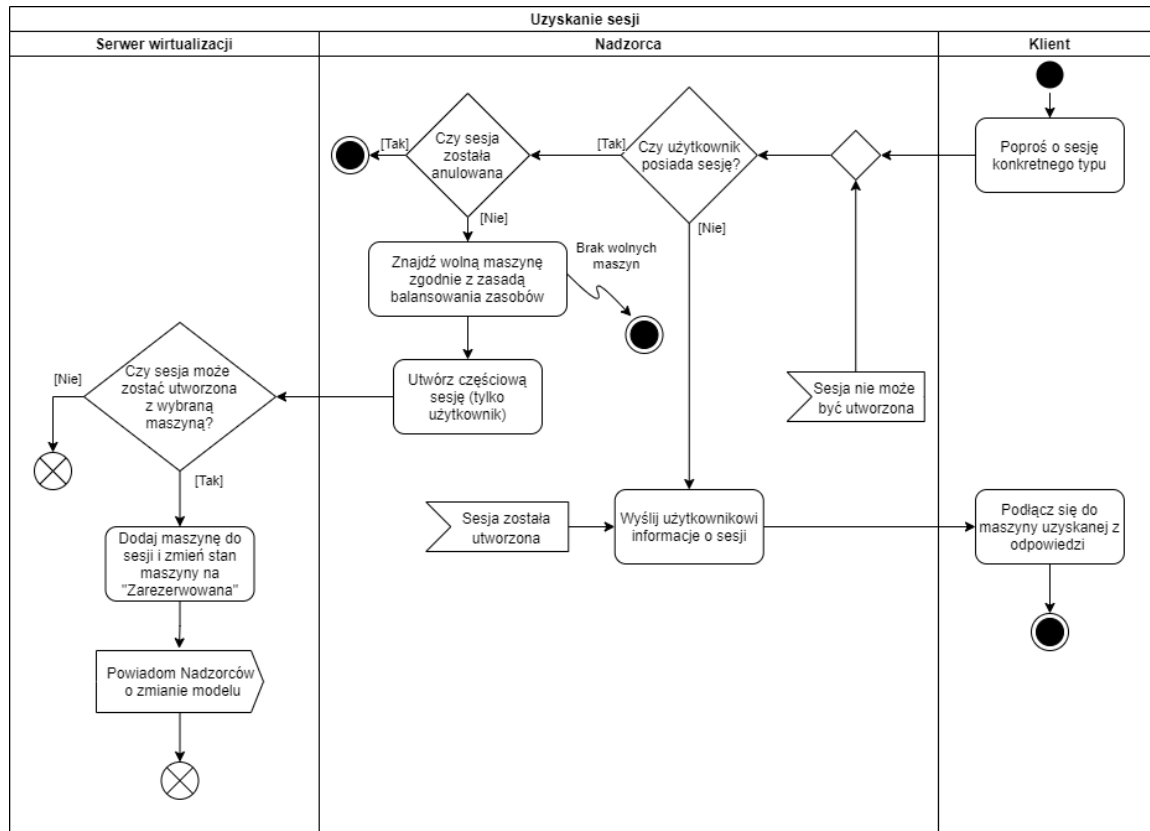 Uzyskanie sesji
Serwer wirtualizacji
Nadzorca
Klient
Poproś o sesję
konkretnego typu
Czy użytkownik
posiada sesję?
[Tak]
[Nie]
Czy sesja
została
anulowana
[Tak]
[Nie]
Znajdź wolną maszynę
zgodnie z zasadą
balansowania zasobów
Brak wolnych
maszyn
Utwórz częściową
sesję (tylko
użytkownik)
Sesja nie może
być utworzona
Czy sesja może
zostać utworzona
z wybraną
maszyną?
[Nie]
[Tak]
Dodaj maszynę do
sesji i zmień stan
maszyny na
"Zarezerwowana"
Powiadom Nadzorców
o zmianie modelu
Sesja została
utworzona
Wyślij użytkownikowi
informacje o sesji
Podłącz się do
maszyny uzyskanej z
odpowiedzi